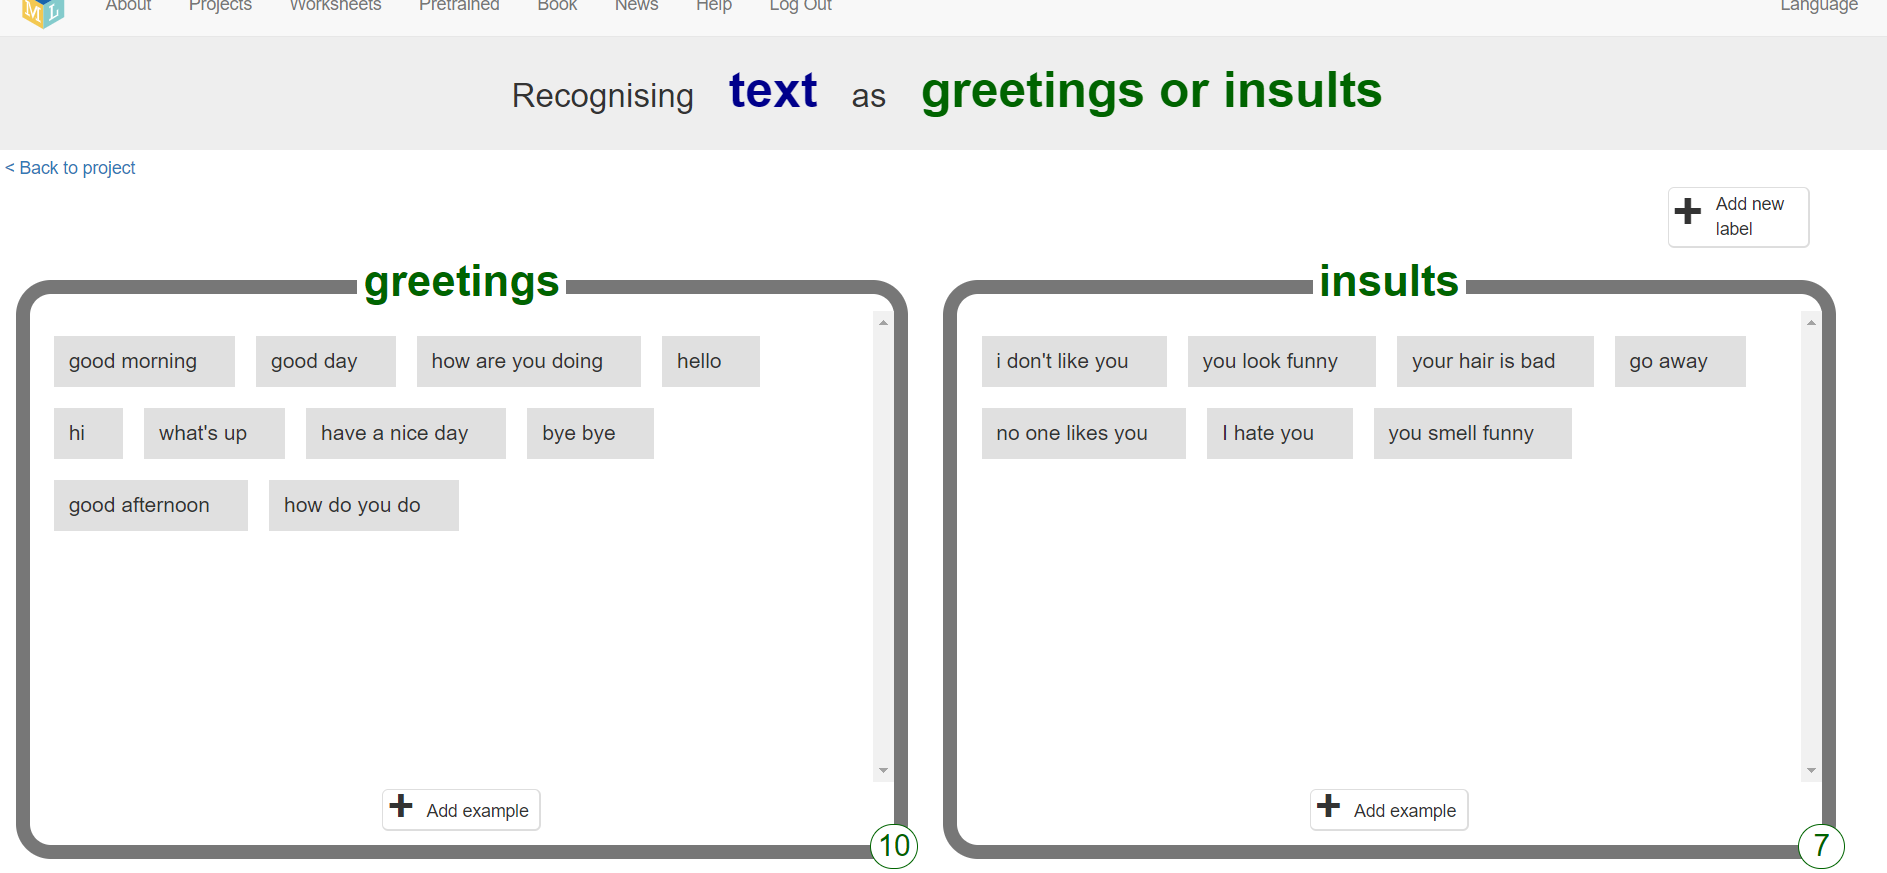 M L About Projects Worksheets Pretrained Book News Help Log Out Language
Recognising text as greetings or insults
< Back to project
Add new
label
greetings
good morning good day how are you doing hello
hi what's up have a nice day bye bye
good afternoon how do you do
Add example
10
insults
i don't like you you look funny your hair is bad go away
no one likes you I hate you you smell funny
Add example
7